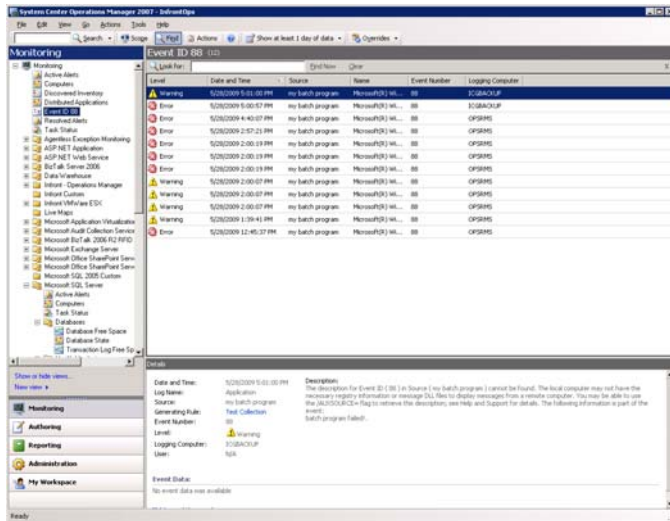 System Center Operations Manager 2007 - InfrontOps
File Edit View Go Actions Tools Help
Search Scope Find Actions Show at least 1 day of data Overrides
Monitoring
Monitoring
Active Alerts
Computers
Discovered Inventory
Distributed Applications
Event ID 88
Resolved Alerts
Task Status
Agentless Exception Monitoring
ASP.NET Application
ASP.NET Web Service
BizTalk Server 2006
Data Warehouse
Infront - Operations Manager
Infront Custom
Infront VMWare ESX
Live Maps
Microsoft Application Virtualizatio
Microsoft Audit Collection Service
Microsoft BizTalk 2006 R2 RFID
Microsoft Exchange Server
Microsoft Office SharePoint Serv
Microsoft Office SharePoint Serv
Microsoft SQL 2005 Custom
Microsoft SQL Server
Active Alerts
Computers
Task Status
Databases
Database Free Space
Database State
Transaction Log Free Sp
Show or hide views...
New view
Monitoring
Authoring
Reporting
Administration
My Workspace
Ready
Event ID 88 (12)
Look for: Find Now Clear
Level Date and Time Source Name Event Number Logging Computer
Warning 5/28/2009 5:01:00 PM my batch program Microsoft(R) Wi... 88 ICGBACKUP
Error 5/28/2009 5:00:57 PM my batch program Microsoft(R) Wi... 88 ICGBACKUP
Error 5/28/2009 4:40:07 PM my batch program Microsoft(R) Wi... 88 OPSRMS
Error 5/28/2009 2:57:21 PM my batch program Microsoft(R) Wi... 88 OPSRMS
Error 5/28/2009 2:00:19 PM my batch program Microsoft(R) Wi... 88 OPSRMS
Error 5/28/2009 2:00:19 PM my batch program Microsoft(R) Wi... 88 OPSRMS
Error 5/28/2009 2:00:19 PM my batch program Microsoft(R) Wi... 88 OPSRMS
Warning 5/28/2009 2:00:07 PM my batch program Microsoft(R) Wi... 88 OPSRMS
Warning 5/28/2009 2:00:07 PM my batch program Microsoft(R) Wi... 88 OPSRMS
Warning 5/28/2009 2:00:07 PM my batch program Microsoft(R) Wi... 88 OPSRMS
Warning 5/28/2009 1:39:41 PM my batch program Microsoft(R) Wi... 88 OPSRMS
Error 5/28/2009 12:45:37 PM my batch program Microsoft(R) Wi... 88 OPSRMS
Details
Date and Time: 5/28/2009 5:01:00 PM
Log Name: Application
Source: my batch program
Generating Rule: Test Collection
Event Number: 88
Level: Warning
Logging Computer: ICGBACKUP
User: N/A
Description:
The description for Event ID ( 88 ) in Source ( my batch program ) cannot be found. The local computer may not have the
necessary registry information or message DLL files to display messages from a remote computer. You may be able to use
the /AUXSOURCE= flag to retrieve this description; see Help and Support for details. The following information is part of the
event:
batch program failed!.
Event Data:
No event data was available